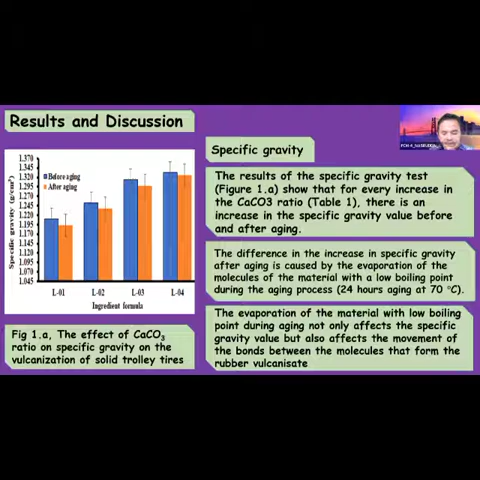 Results and Discussion
Specific gravity
1.370
1.345
1.320
1.295
1.270
1.245
1.220
1.195
1.170
1.145
1.120
1.095
1.070
1.045
Specific gravity (g/cm³)
Before aging
After aging
L-01 L-02 L-03 L-04
Ingredient formula
Fig 1.a, The effect of CaCO₃
ratio on specific gravity on the
vulcanization of solid trolley tires
The results of the specific gravity test
(Figure 1.a) show that for every increase in
the CaCO3 ratio (Table 1), there is an
increase in the specific gravity value before
and after aging.
The difference in the increase in specific gravity
after aging is caused by the evaporation of the
molecules of the material with a low boiling point
during the aging process (24 hours aging at 70 °C).
The evaporation of the material with low boiling
point during aging not only affects the specific
gravity value but also affects the movement of
the bonds between the molecules that form the
rubber vulcanisate